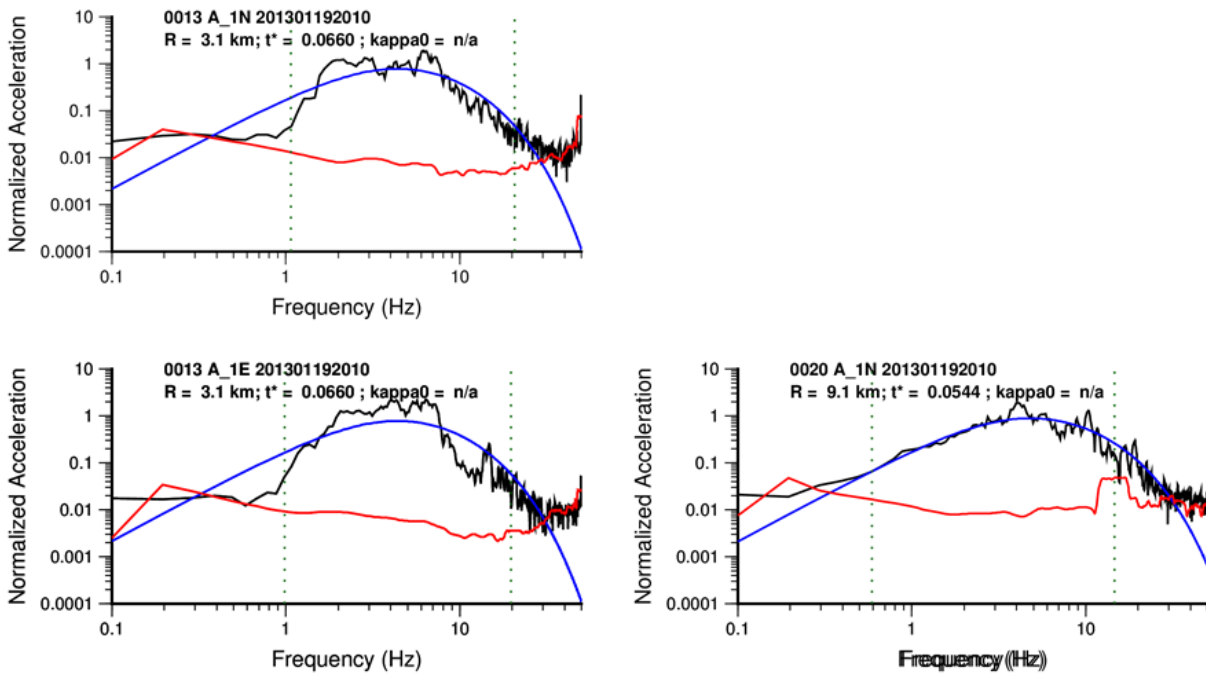 0013 A_1N 201301192010
R = 3.1 km; t* = 0.0660 ; kappa0 = n/a
Normalized Acceleration
10
1
0.1
0.01
0.001
0.0001
0.1
1
10
Frequency (Hz)
0013 A_1E 201301192010
R = 3.1 km; t* = 0.0660 ; kappa0 = n/a
Normalized Acceleration
10
1
0.1
0.01
0.001
0.0001
0.1
1
10
Frequency (Hz)
0020 A_1N 201301192010
R = 9.1 km; t* = 0.0544 ; kappa0 = n/a
Normalized Acceleration
10
1
0.1
0.01
0.001
0.0001
0.1
1
10
Frequency (Hz)